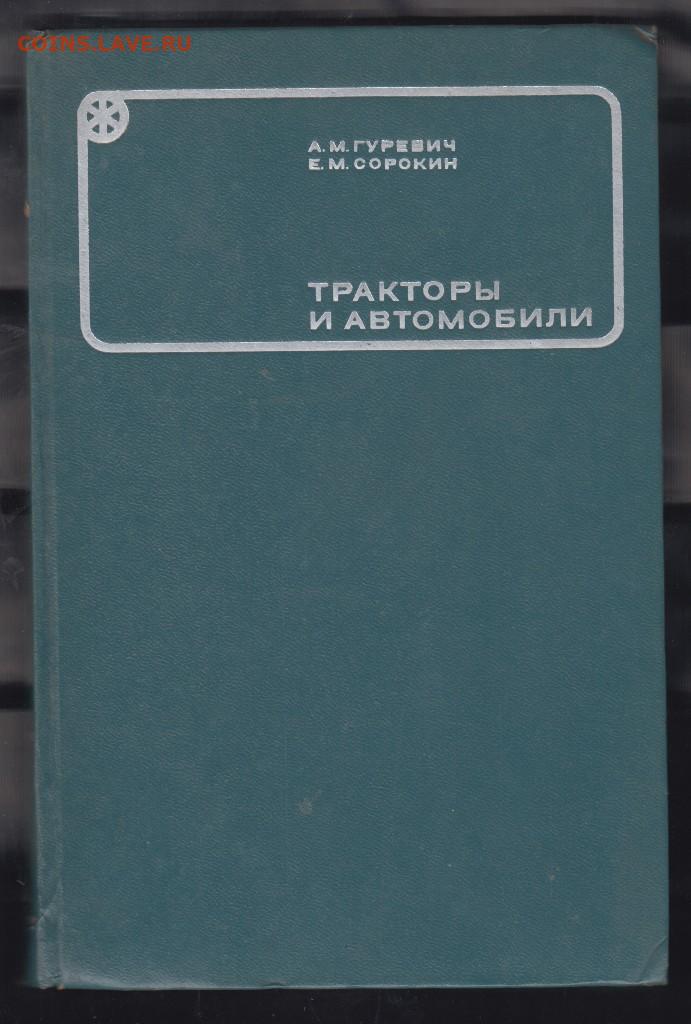 COINS.LAVE.RU
А.М.ГУРЕВИЧ
Е.М.СОРОКИН
ТРАКТОРЫ
И АВТОМОБИЛИ